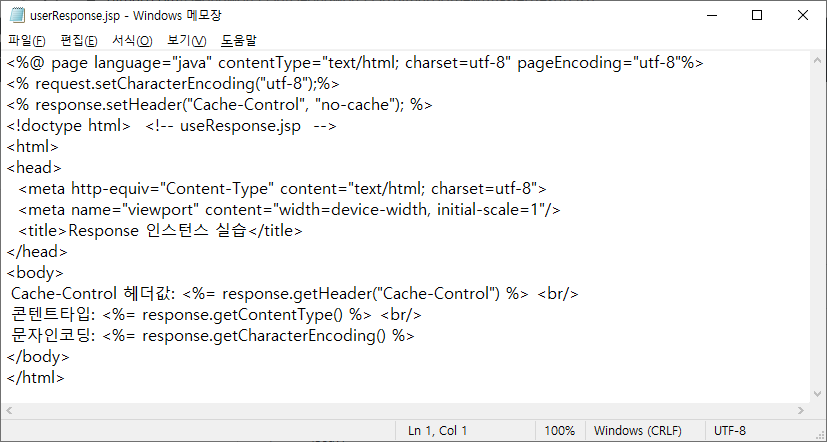 userResponse.jsp - Windows 메모장
파일(F) 편집(E) 서식(O) 보기(V) 도움말
<%@ page language="java" contentType="text/html; charset=utf-8" pageEncoding="utf-8"%>
<% request.setCharacterEncoding("utf-8");%>
<% response.setHeader("Cache-Control", "no-cache"); %>
<!doctype html>   <!-- useResponse.jsp  -->
<html>
<head>
  <meta http-equiv="Content-Type" content="text/html; charset=utf-8">
  <meta name="viewport" content="width=device-width, initial-scale=1"/>
  <title>Response 인스턴스 실습</title>
</head>
<body>
 Cache-Control 헤더값: <%= response.getHeader("Cache-Control") %>  <br/>
 콘텐트타입: <%= response.getContentType() %>  <br/>
 문자인코딩: <%= response.getCharacterEncoding() %>
</body>
</html>
Ln 1, Col 1 100% Windows (CRLF) UTF-8